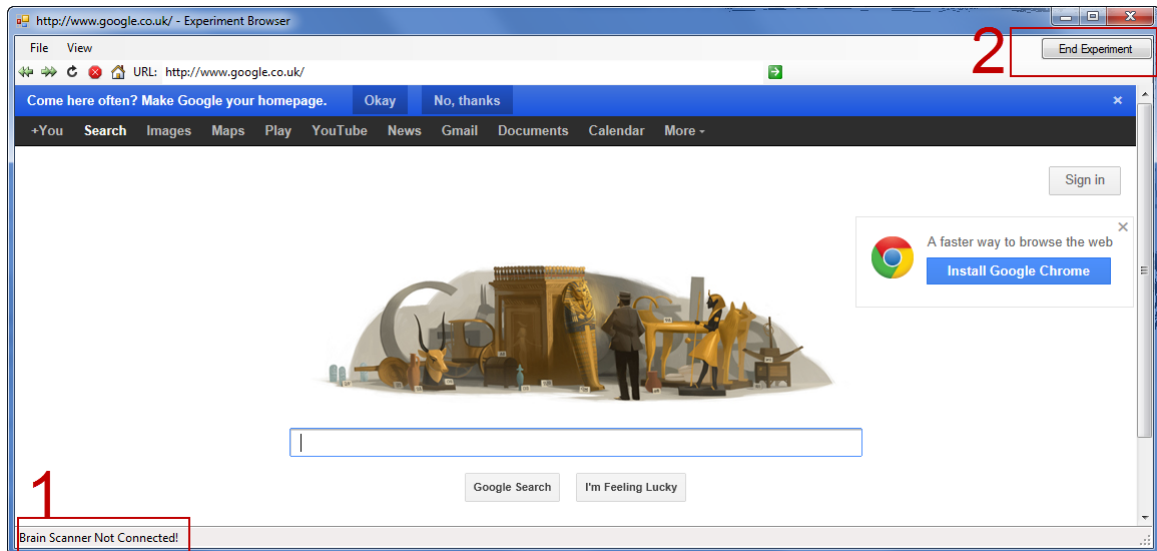 http://www.google.co.uk/ - Experiment Browser
2
File View
End Experiment
URL: http://www.google.co.uk/
Come here often? Make Google your homepage. Okay No, thanks ×
+You Search Images Maps Play YouTube News Gmail Documents Calendar More
Sign in
A faster way to browse the web
Install Google Chrome
Google Search I'm Feeling Lucky
1
Brain Scanner Not Connected!